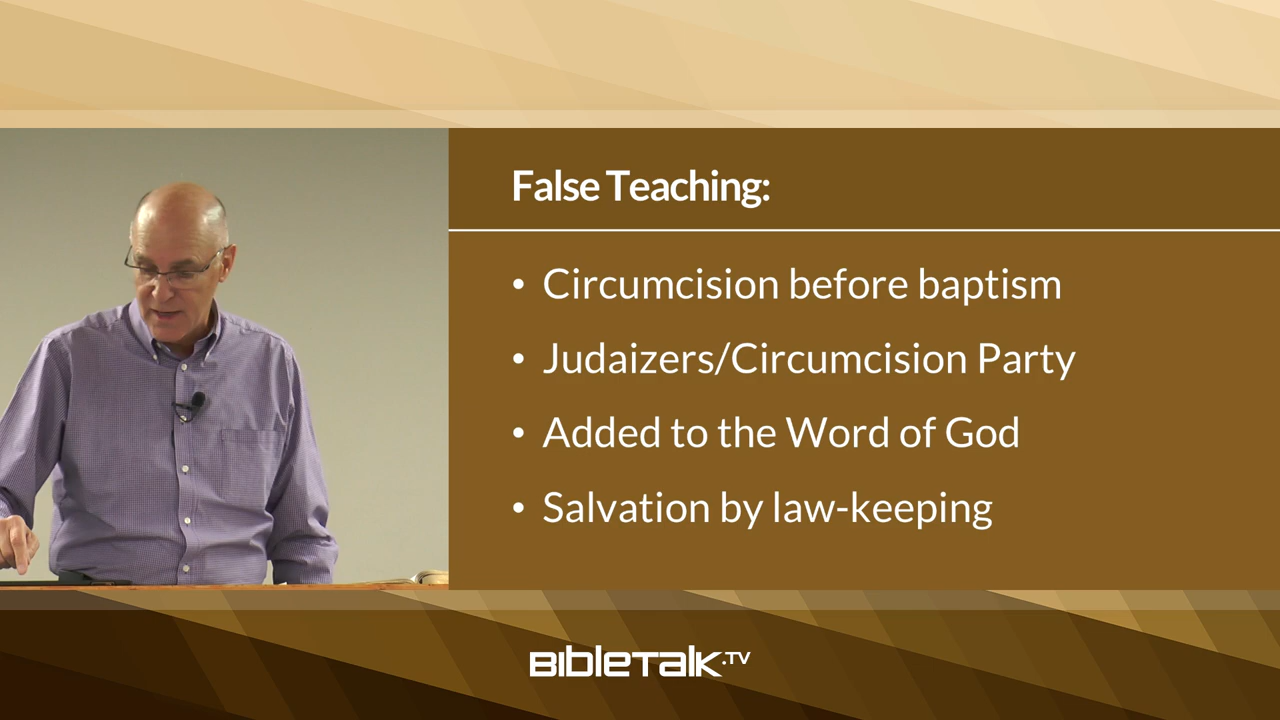 False Teaching:
• Circumcision before baptism
• Judaizers/Circumcision Party
• Added to the Word of God
• Salvation by law-keeping
BIBLETALK.TV